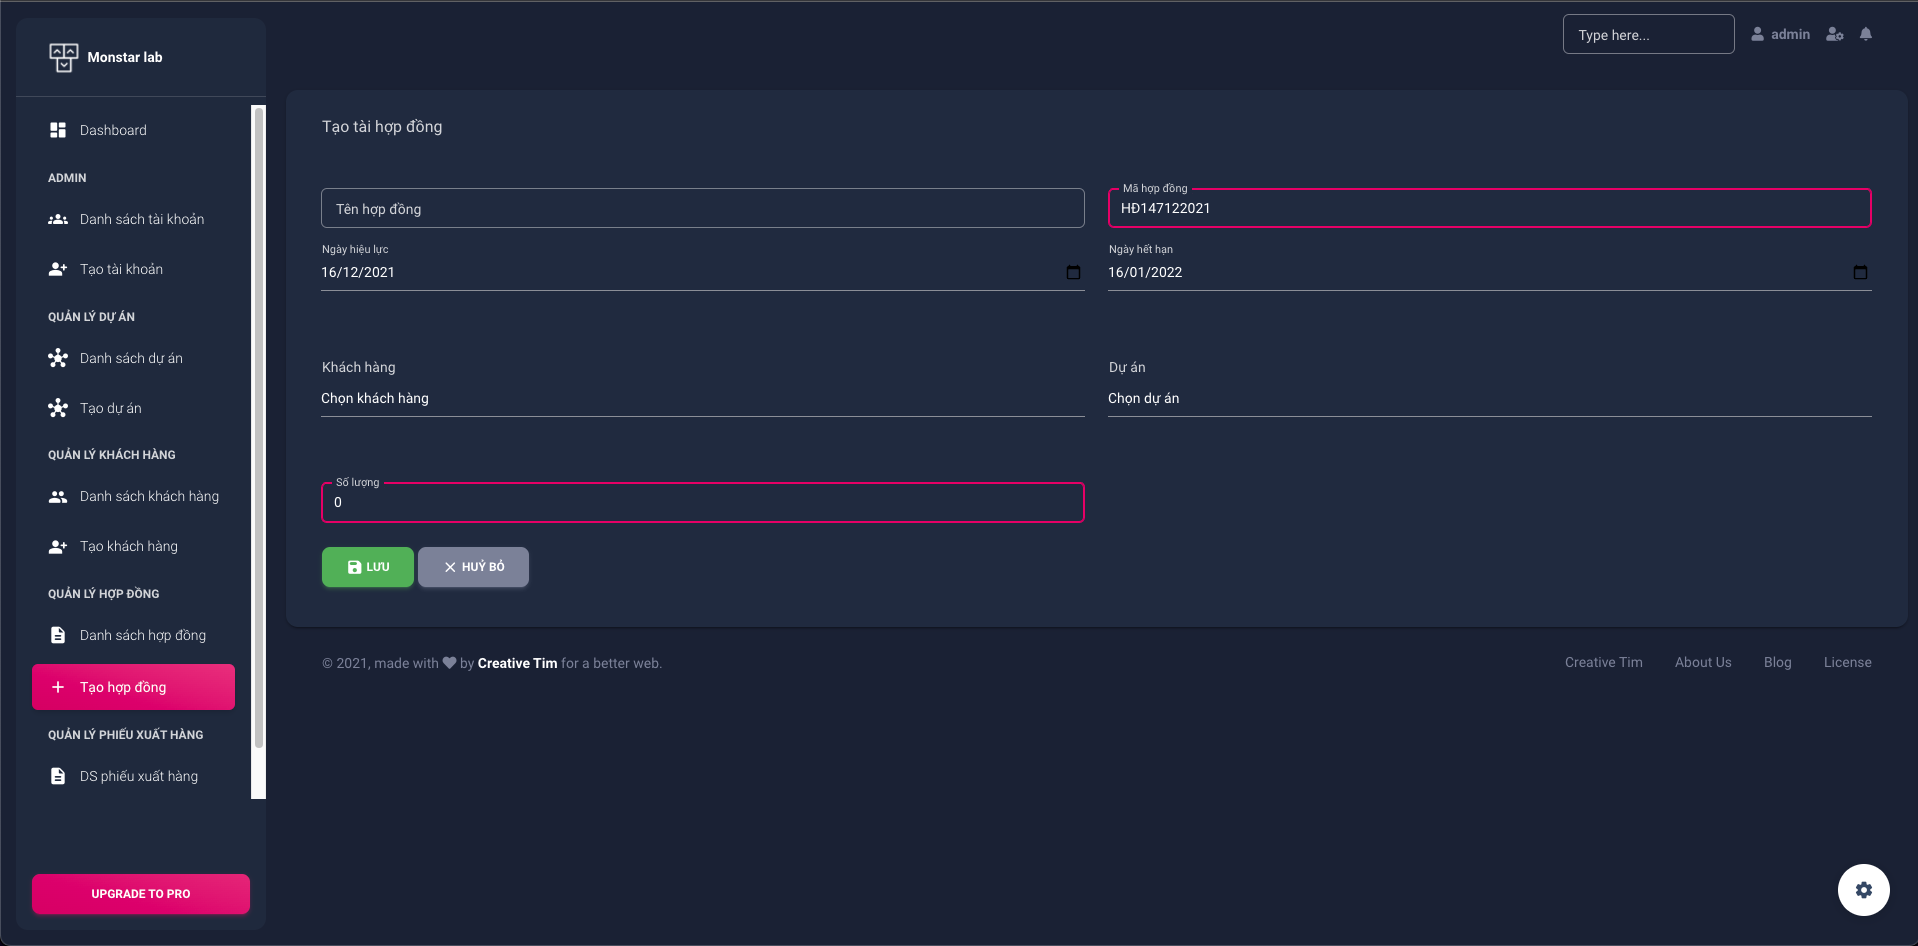 Monstar lab
Type here...
admin
Dashboard
ADMIN
Danh sách tài khoản
Tạo tài khoản
QUẢN LÝ DỰ ÁN
Danh sách dự án
Tạo dự án
QUẢN LÝ KHÁCH HÀNG
Danh sách khách hàng
Tạo khách hàng
QUẢN LÝ HỢP ĐỒNG
Danh sách hợp đồng
Tạo hợp đồng
QUẢN LÝ PHIẾU XUẤT HÀNG
DS phiếu xuất hàng
UPGRADE TO PRO
Tạo tài hợp đồng
Tên hợp đồng
Mã hợp đồng
HĐ147122021
Ngày hiệu lực
16/12/2021
Ngày hết hạn
16/01/2022
Khách hàng
Chọn khách hàng
Dự án
Chọn dự án
Số lượng
0
LƯU
HUỶ BỎ
© 2021, made with by Creative Tim for a better web.
Creative Tim
About Us
Blog
License